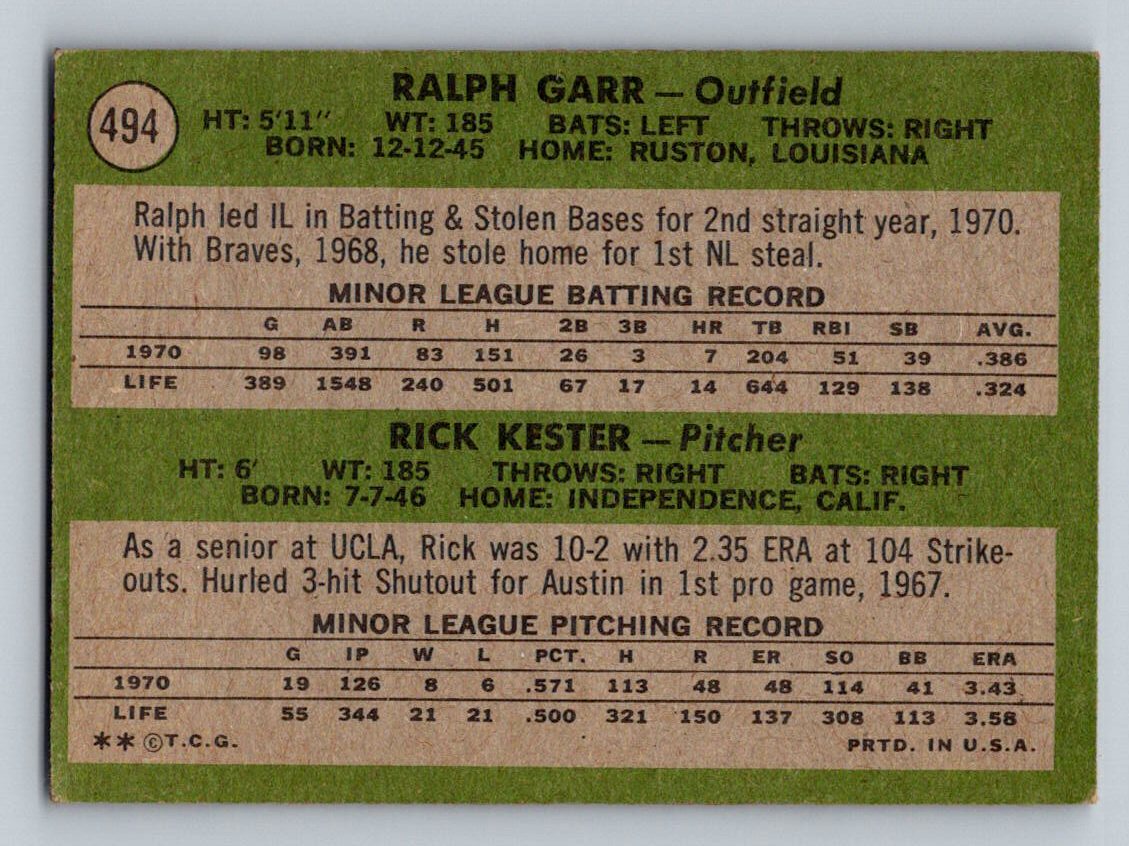 494
RALPH GARR — Outfield
HT: 5'11" WT: 185 BATS: LEFT THROWS: RIGHT
BORN: 12-12-45 HOME: RUSTON, LOUISIANA
Ralph led IL in Batting & Stolen Bases for 2nd straight year, 1970.
With Braves, 1968, he stole home for 1st NL steal.
MINOR LEAGUE BATTING RECORD
G AB R H 2B 3B HR TB RBI SB AVG.
1970 98 391 83 151 26 3 7 204 51 39 .386
LIFE 389 1548 240 501 67 17 14 644 129 138 .324
RICK KESTER — Pitcher
HT: 6' WT: 185 THROWS: RIGHT BATS: RIGHT
BORN: 7-7-46 HOME: INDEPENDENCE, CALIF.
As a senior at UCLA, Rick was 10-2 with 2.35 ERA at 104 Strike-
outs. Hurled 3-hit Shutout for Austin in 1st pro game, 1967.
MINOR LEAGUE PITCHING RECORD
G IP W L PCT. H R ER SO BB ERA
1970 19 126 8 6 .571 113 48 48 114 41 3.43
LIFE 55 344 21 21 .500 321 150 137 308 113 3.58
** ©T.C.G. PRTD. IN U.S.A.